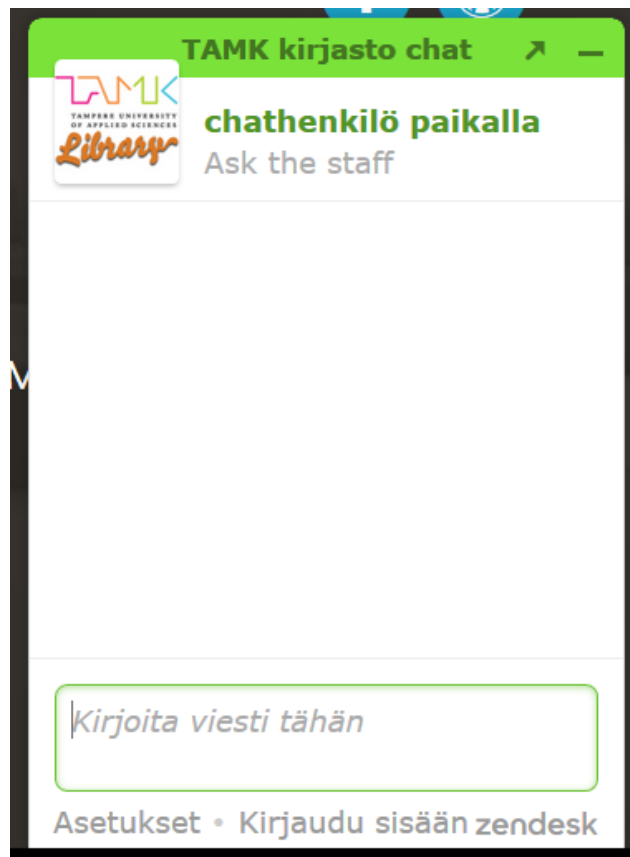 TAMK kirjasto chat
TAMK
TAMPERE UNIVERSITY
OF APPLIED SCIENCES
Library
chathenkilö paikalla
Ask the staff
M
Kirjoita viesti tähän
Asetukset • Kirjaudu sisään zendesk